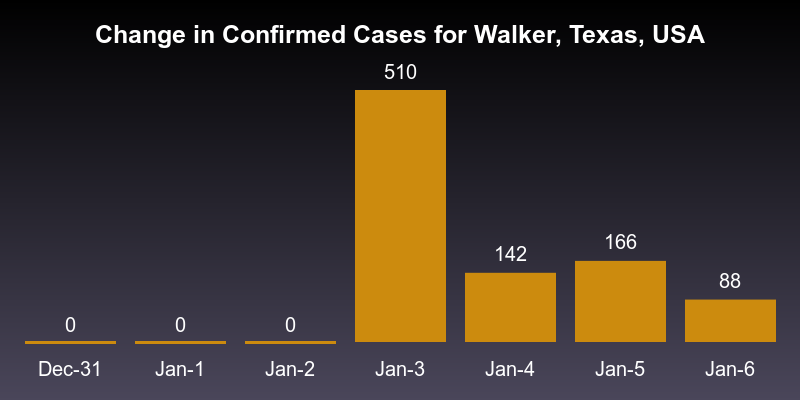 Change in Confirmed Cases for Walker, Texas, USA
510
166
142
88
0 0 0
Dec-31 Jan-1 Jan-2 Jan-3 Jan-4 Jan-5 Jan-6